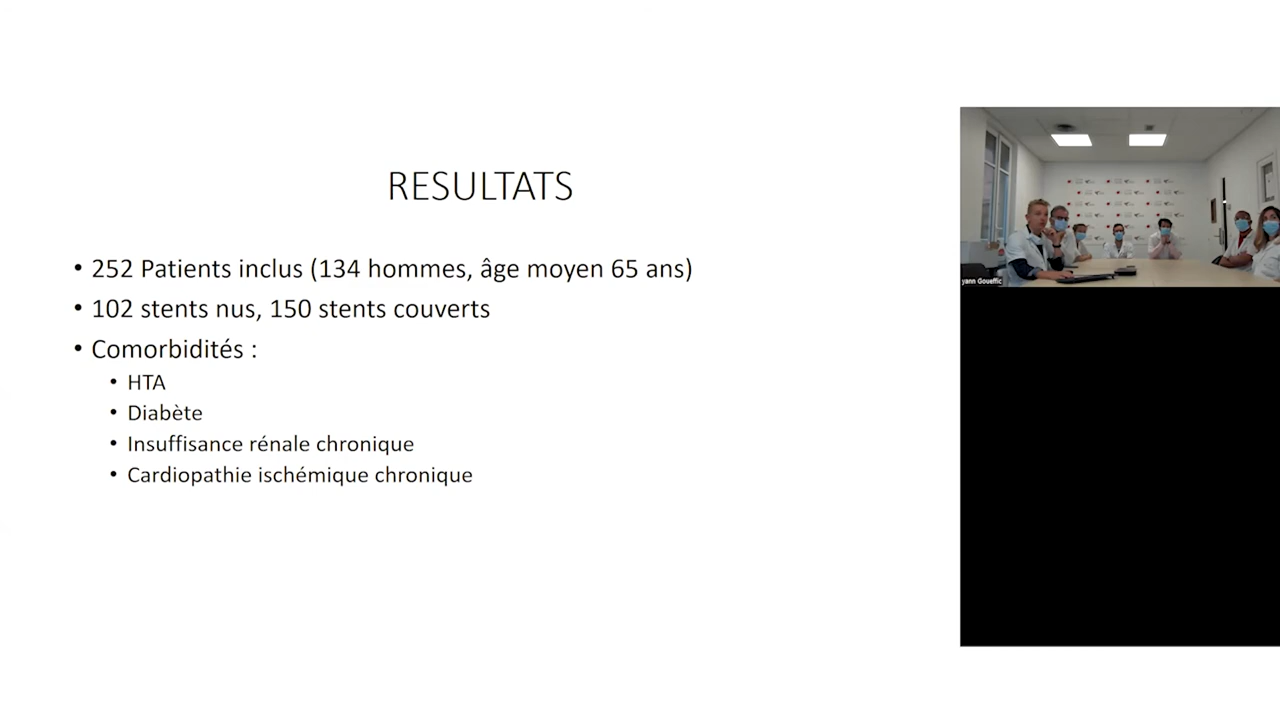 RESULTATS
• 252 Patients inclus (134 hommes, âge moyen 65 ans)
• 102 stents nus, 150 stents couverts
• Comorbidités :
• HTA
• Diabète
• Insuffisance rénale chronique
• Cardiopathie ischémique chronique
yann Goueffic